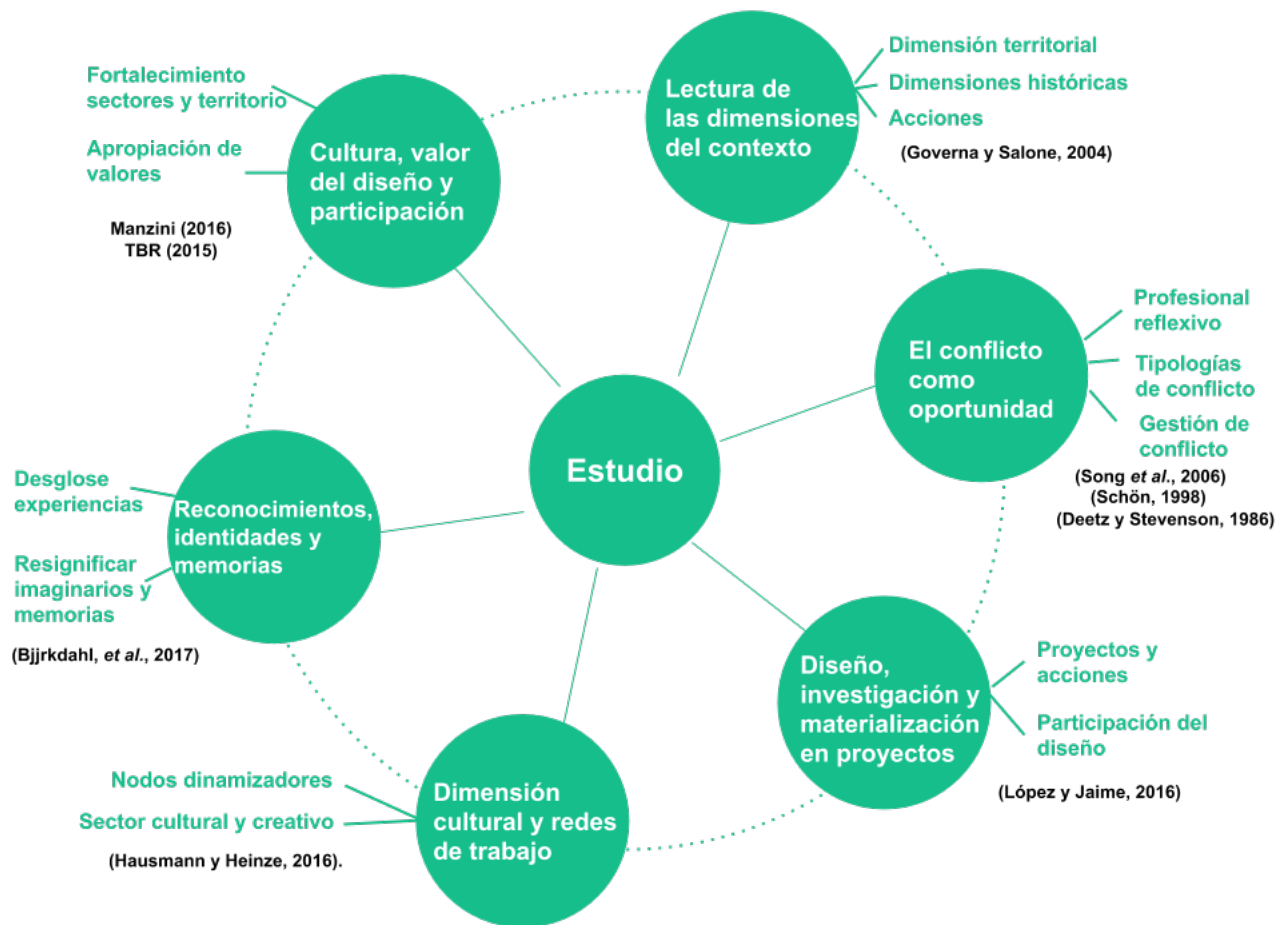 Lectura de
las dimensiones
del contexto
Dimensión territorial
Dimensiones históricas
Acciones
(Governa y Salone, 2004)
Fortalecimiento
sectores y territorio
Apropiación de
valores
Cultura, valor
del diseño y
participación
Manzini (2016)
TBR (2015)
El conflicto
como
oportunidad
Profesional
reflexivo
Tipologías
de conflicto
Gestión de
conflicto
(Song et al., 2006)
(Schön, 1998)
(Deetz y Stevenson, 1986)
Estudio
Desglose
experiencias
Resignificar
imaginarios y
memorias
Reconocimientos,
identidades y
memorias
(Bjjrkdahl, et al., 2017)
Diseño,
investigación y
materialización
en proyectos
Proyectos y
acciones
Participación del
diseño
(López y Jaime, 2016)
Nodos dinamizadores
Sector cultural y creativo
Dimensión
cultural y redes
de trabajo
(Hausmann y Heinze, 2016).